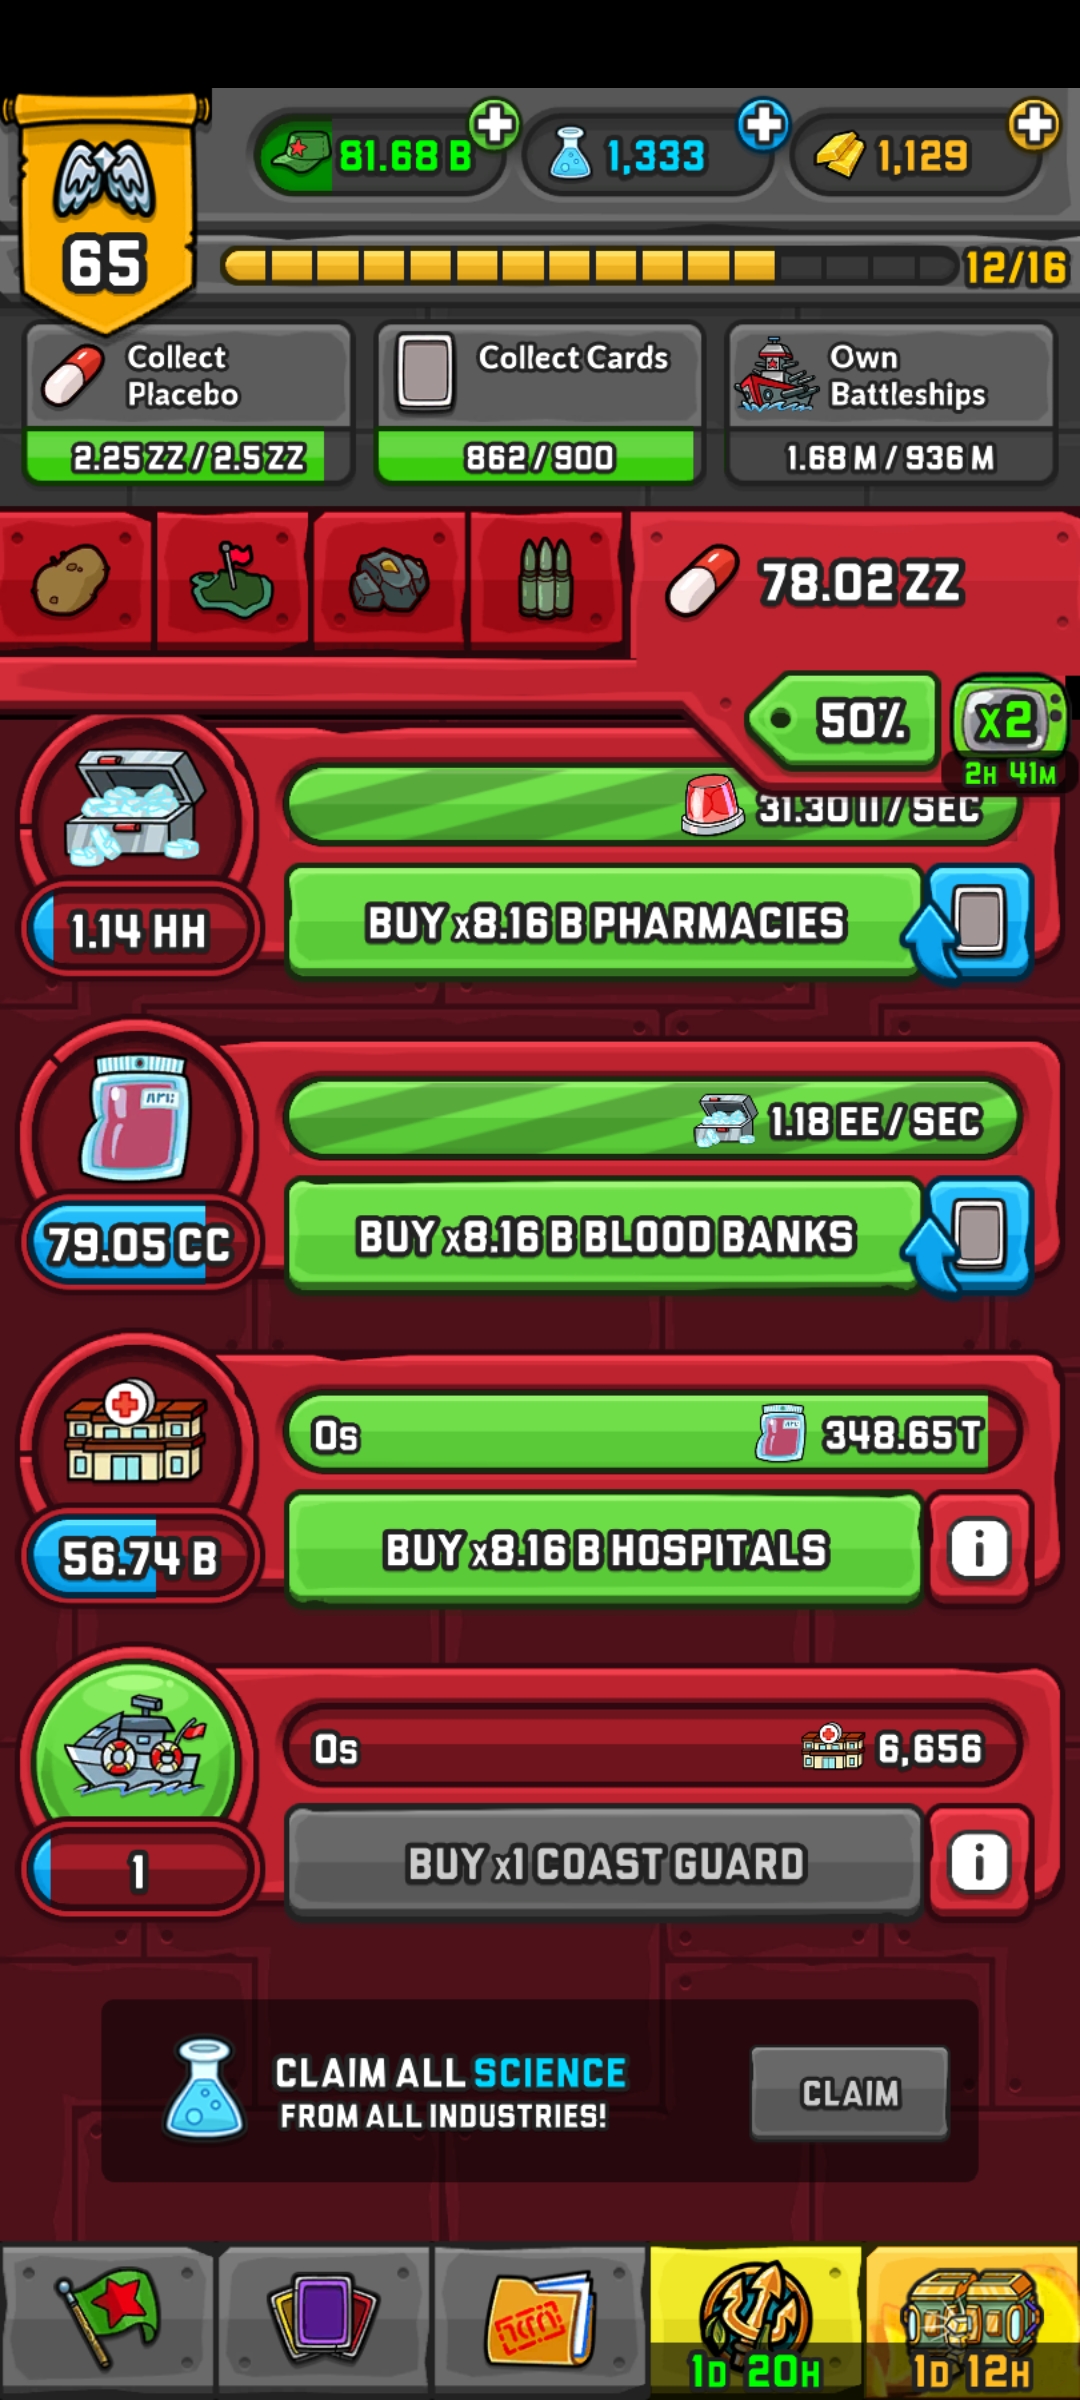 81.68 B
1,333
1,129
65
12/16
Collect
Placebo
Collect Cards
Own
Battleships
2.25 ZZ / 2.5 ZZ
862 / 900
1.68 M / 936 M
78.02 ZZ
50%
x2
2H 41M
31.30 II / SEC
1.14 HH
BUY x8.16 B PHARMACIES
1.18 EE / SEC
79.05 CC
BUY x8.16 B BLOOD BANKS
0s
348.65 T
56.74 B
BUY x8.16 B HOSPITALS
i
0s
6,656
1
BUY x1 COAST GUARD
i
CLAIM ALL SCIENCE
FROM ALL INDUSTRIES!
CLAIM
1D 20H
1D 12H